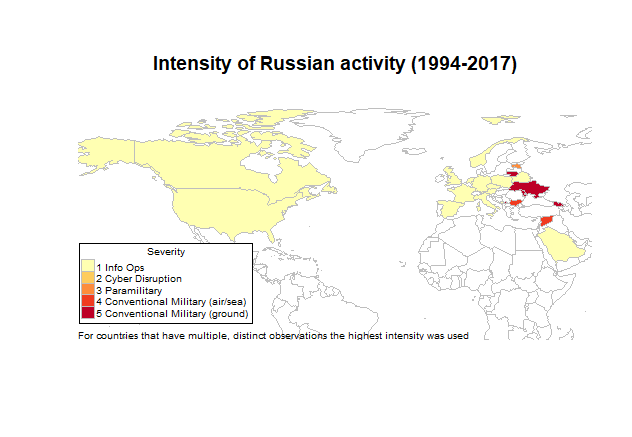 Intensity of Russian activity (1994-2017)
Severity
1 Info Ops
2 Cyber Disruption
3 Paramilitary
4 Conventional Military (air/sea)
5 Conventional Military (ground)
For countries that have multiple, distinct observations the highest intensity was used